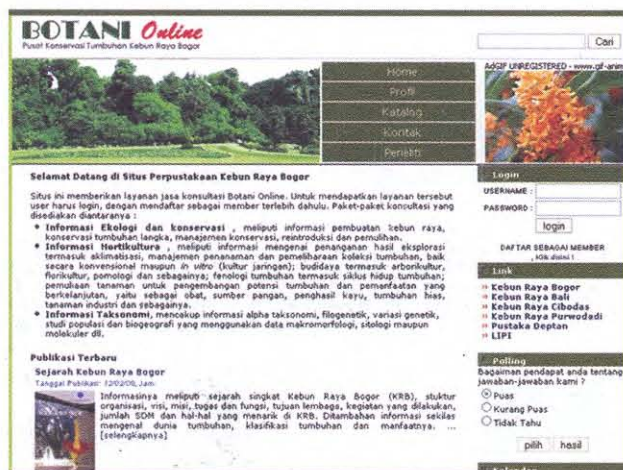 BOTANI Online
Pusat Konservasi Tumbuhan Kebun Raya Bogor
Cari
Home
Profil
Katalog
Kontak
Peneliti
AdGIF UNREGISTERED - www.gif-anim
Selamat Datang di Situs Perpustakaan Kebun Raya Bogor
Situs ini memberikan layanan jasa konsultasi Botani Online. Untuk mendapatkan layanan tersebut
user harus login, dengan mendaftar sebagai member terlebih dahulu. Paket-paket konsultasi yang
disediakan diantaranya :
Informasi Ekologi dan konservasi , meliputi informasi pembuatan kebun raya,
konservasi tumbuhan langka, manajemen konservasi, reintroduksi dan pemulihan.
Informasi Hortikultura , meliputi informasi mengenai penanganan hasil eksplorasi
termasuk aklimatisasi, manajemen penanaman dan pemeliharaan koleksi tumbuhan, baik
secara konvensional maupun in vitro (kultur jaringan); budidaya termasuk arborikultur,
florikultur, pomologi dan sebagainya; fenologi tumbuhan termasuk siklus hidup tumbuhan;
pemuliaan tanaman untuk pengembangan potensi tumbuhan dan pemanfaatan yang
berkelanjutan, yaitu sebagai obat, sumber pangan, penghasil kayu, tumbuhan hias,
tanaman industri dan sebagainya.
Informasi Taksonomi, mencakup informasi alpha taksonomi, filogenetik, variasi genetik,
studi populasi dan biogeografi yang menggunakan data makromorfologi, sitologi maupun
molekuler dll.
Publikasi Terbaru
Sejarah Kebun Raya Bogor
Tanggal Publikasi: 12/02/08, Jam:
Informasinya meliputi sejarah singkat Kebun Raya Bogor (KRB), stuktur
organisasi, visi, misi, tugas dan fungsi, tujuan lembaga, kegiatan yang dilakukan,
jumlah SDM dan hal-hal yang menarik di KRB. Ditambahan informasi sekilas
mengenal dunia tumbuhan, klasifikasi tumbuhan dan manfaatnya. ...
[selengkapnya]
Login
USERNAME :
PASSWORD :
login
DAFTAR SEBAGAI MEMBER
, klik disini !
Link
Kebun Raya Bogor
Kebun Raya Bali
Kebun Raya Cibodas
Kebun Raya Purwodadi
Pustaka Deptan
LIPI
Polling
Bagaiman pendapat anda tentang
jawaban-jawaban kami ?
Puas
Kurang Puas
Tidak Tahu
pilih hasil